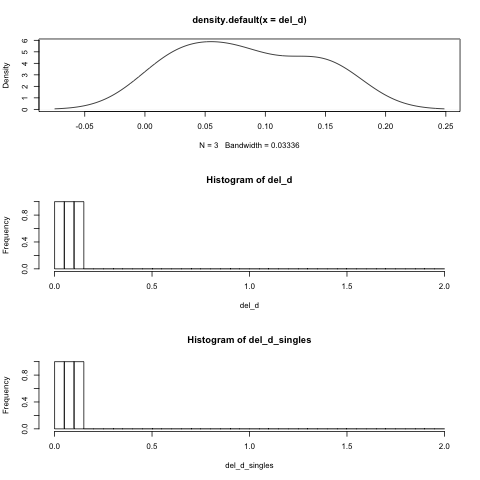 density.default(x = del_d)
Density
0 1 2 3 4 5 6
-0.05 0.00 0.05 0.10 0.15 0.20 0.25
N = 3 Bandwidth = 0.03336
Histogram of del_d
Frequency
0.0 0.4 0.8
0.0 0.5 1.0 1.5 2.0
del_d
Histogram of del_d_singles
Frequency
0.0 0.4 0.8
0.0 0.5 1.0 1.5 2.0
del_d_singles